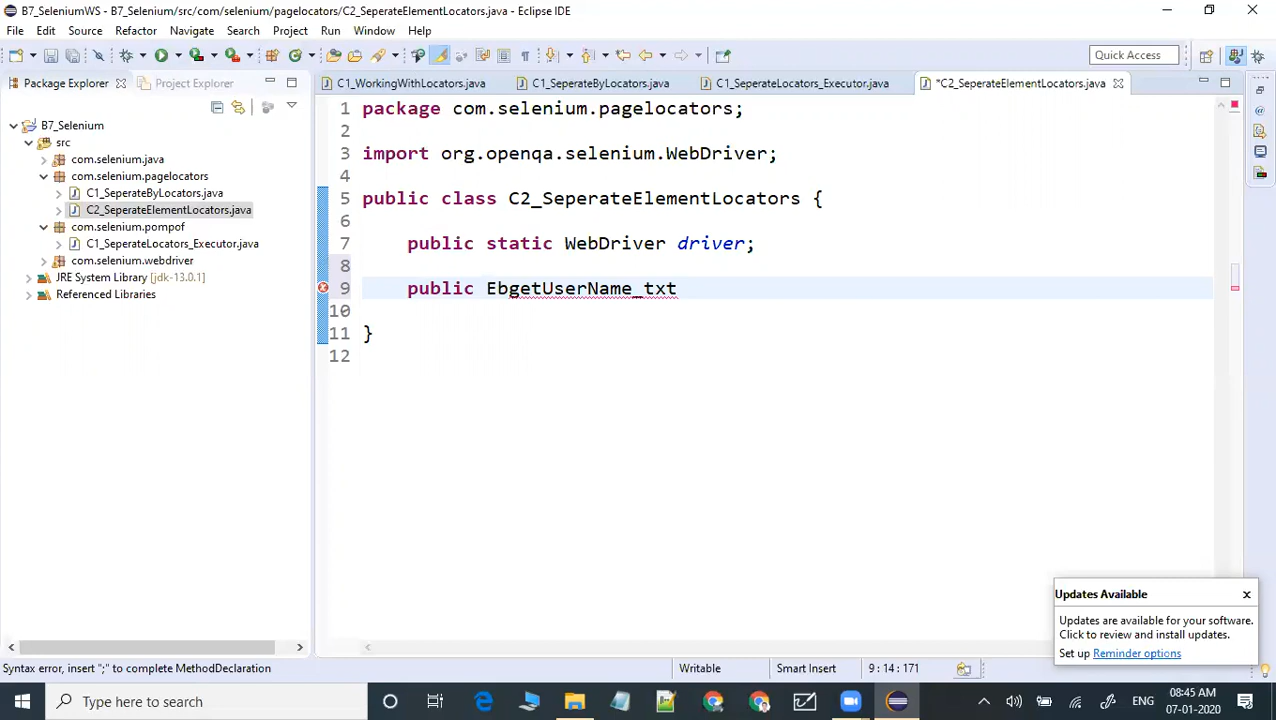 B7_SeleniumWS - B7_Selenium/src/com/selenium/pagelocators/C2_SeperateElementLocators.java - Eclipse IDE
File Edit Source Refactor Navigate Search Project Run Window Help
Quick Access
Package Explorer Project Explorer
C1_WorkingWithLocators.java C1_SeperateByLocators.java C1_SeperateLocators_Executor.java *C2_SeperateElementLocators.java
B7_Selenium
src
com.selenium.java
com.selenium.pagelocators
C1_SeperateByLocators.java
C2_SeperateElementLocators.java
com.selenium.pompof
C1_SeperateLocators_Executor.java
com.selenium.webdriver
JRE System Library [jdk-13.0.1]
Referenced Libraries
1 package com.selenium.pagelocators;
2
3 import org.openqa.selenium.WebDriver;
4
5 public class C2_SeperateElementLocators {
6
7 public static WebDriver driver;
8
9 public EbgetUserName_txt
10
11 }
12
Updates Available x
Updates are available for your software.
Click to review and install updates.
Set up Reminder options
Syntax error, insert ";" to complete MethodDeclaration Writable Smart Insert 9 : 14 : 171
Type here to search
ENG
08:45 AM
07-01-2020